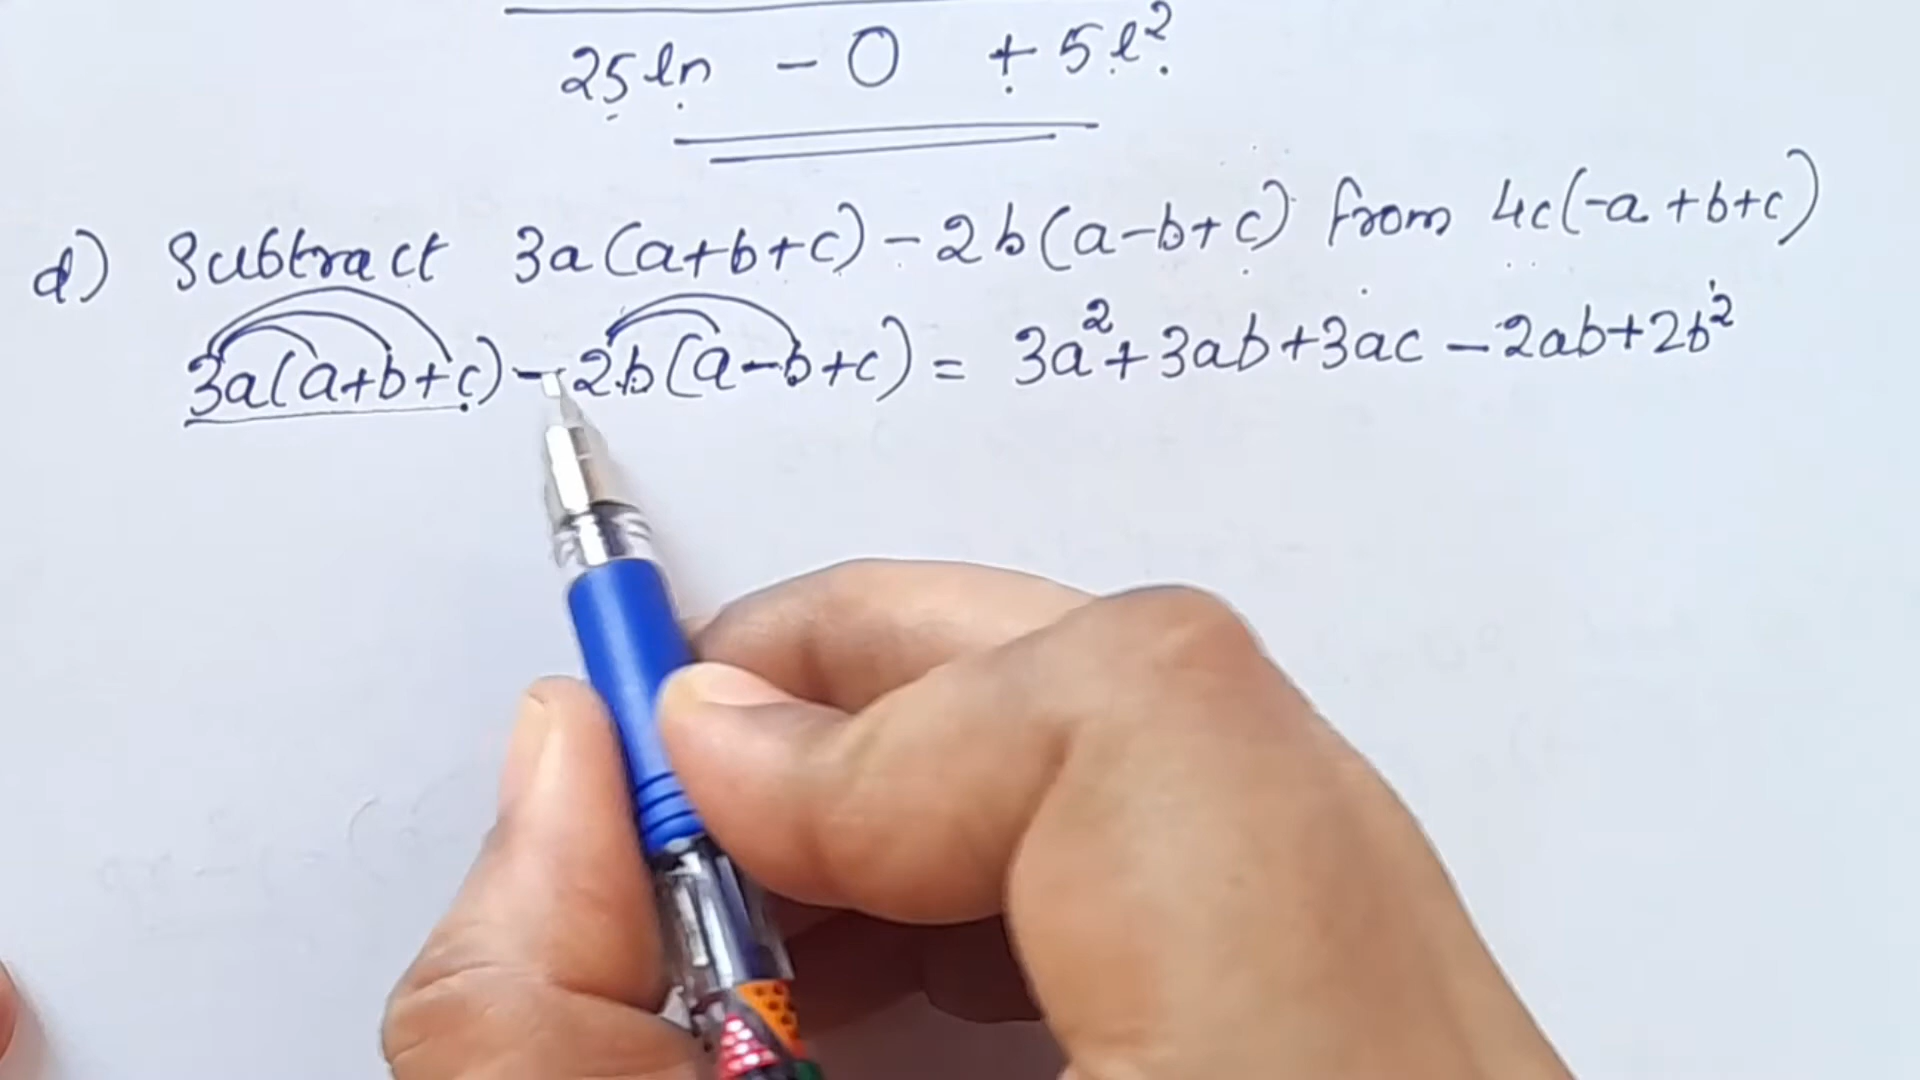 25ln - 0 + 5l²
d) Subtract 3a(a+b+c) - 2b(a-b+c) from 4c(-a+b+c)
3a(a+b+c) - 2b(a-b+c) = 3a² + 3ab + 3ac - 2ab + 2b²